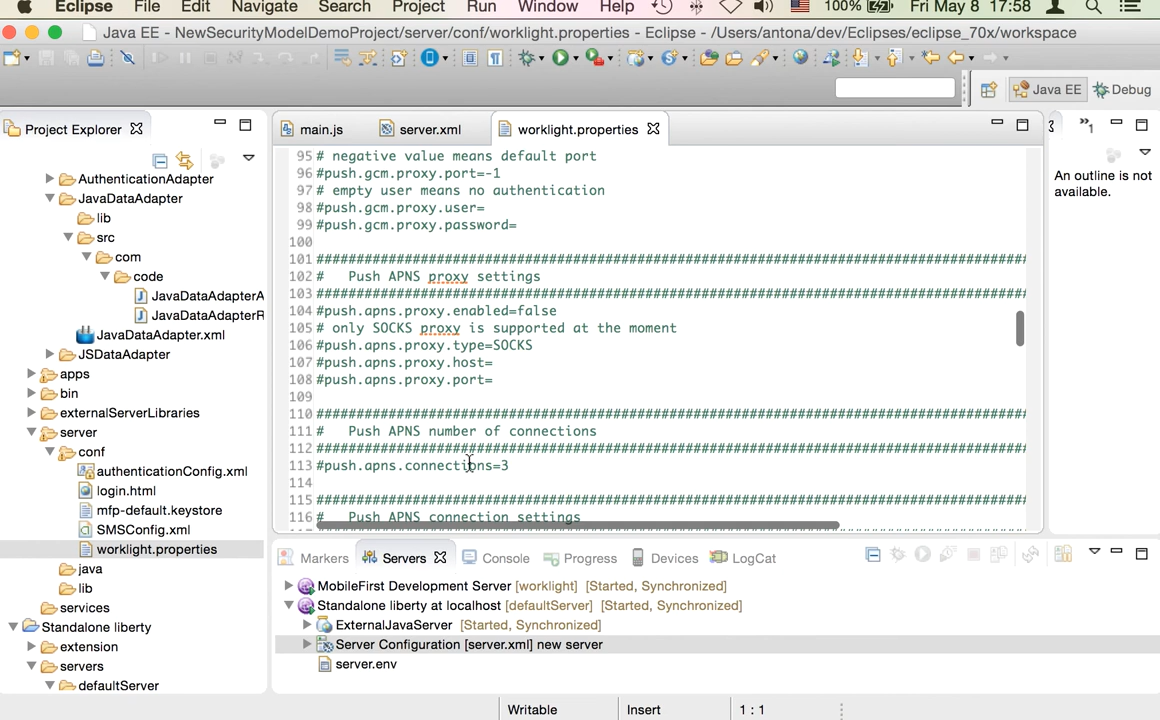 Eclipse File Edit Navigate Search Project Run Window Help 100% Fri May 8 17:58
Java EE - NewSecurityModelDemoProject/server/conf/worklight.properties - Eclipse - /Users/antona/dev/Eclipses/eclipse_70x/workspace
Java EE Debug
Project Explorer
AuthenticationAdapter
JavaDataAdapter
lib
src
com
code
JavaDataAdapterA
JavaDataAdapterR
JavaDataAdapter.xml
JSDataAdapter
apps
bin
externalServerLibraries
server
conf
authenticationConfig.xml
login.html
mfp-default.keystore
SMSConfig.xml
worklight.properties
java
lib
services
Standalone liberty
extension
servers
defaultServer
main.js server.xml worklight.properties
95 # negative value means default port
96 #push.gcm.proxy.port=-1
97 # empty user means no authentication
98 #push.gcm.proxy.user=
99 #push.gcm.proxy.password=
100
101 ################################################################################
102 #   Push APNS proxy settings
103 ################################################################################
104 #push.apns.proxy.enabled=false
105 # only SOCKS proxy is supported at the moment
106 #push.apns.proxy.type=SOCKS
107 #push.apns.proxy.host=
108 #push.apns.proxy.port=
109
110 ################################################################################
111 #   Push APNS number of connections
112 ################################################################################
113 #push.apns.connections=3
114
115 ################################################################################
116 #   Push APNS connection settings
1
An outline is not
available.
Markers Servers Console Progress Devices LogCat
MobileFirst Development Server [worklight] [Started, Synchronized]
Standalone liberty at localhost [defaultServer] [Started, Synchronized]
ExternalJavaServer [Started, Synchronized]
Server Configuration [server.xml] new server
server.env
Writable Insert 1 : 1